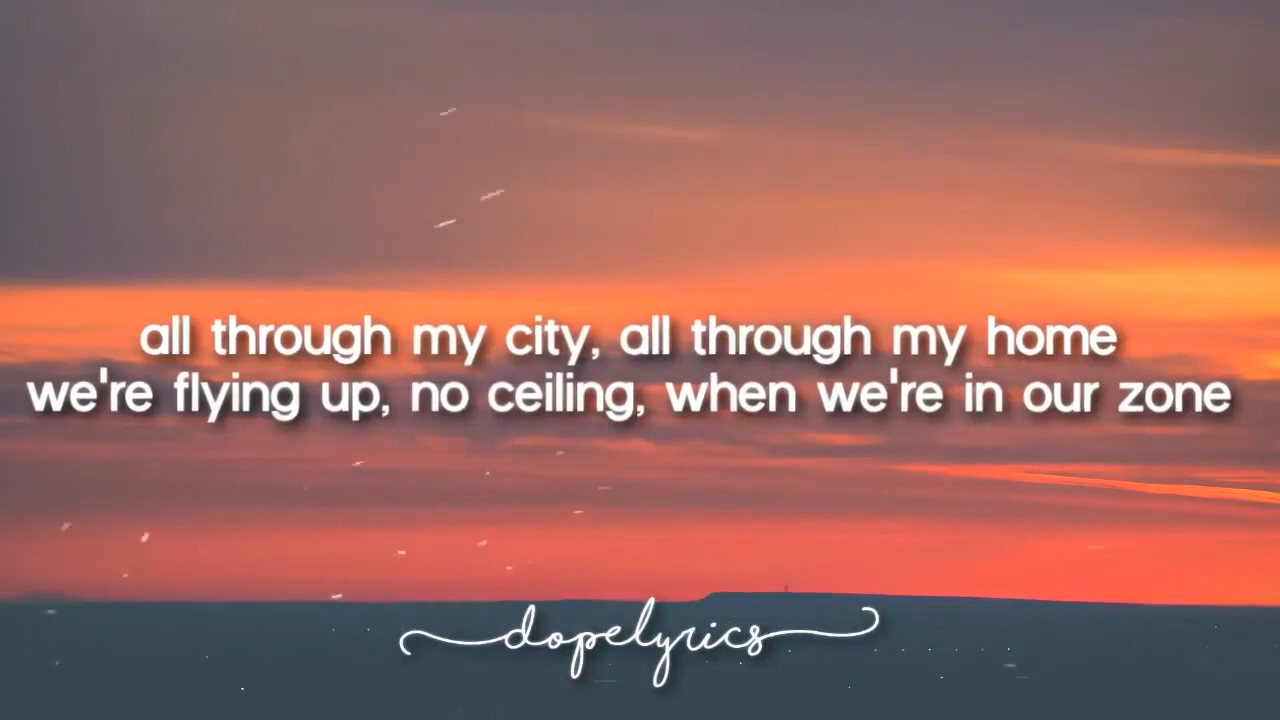 all through my city, all through my home
we're flying up, no ceiling, when we're in our zone
dopelyrics